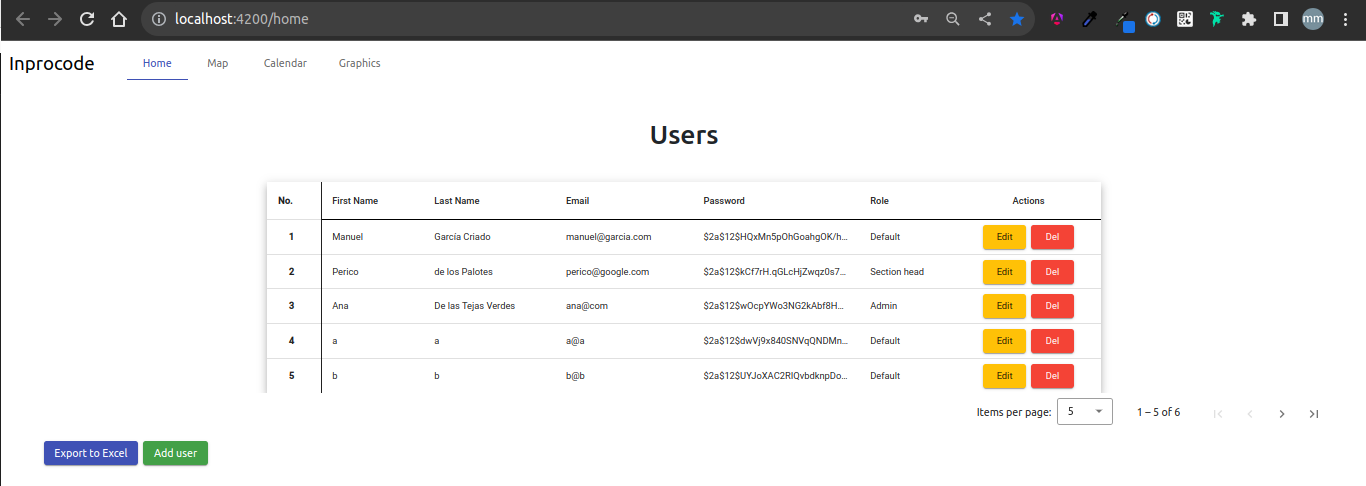 localhost:4200/home
mm
Inprocode Home Map Calendar Graphics
Users
No. First Name Last Name Email Password Role Actions
1 Manuel García Criado manuel@garcia.com $2a$12$HQxMn5pOhGoahgOK/h... Default Edit Del
2 Perico de los Palotes perico@google.com $2a$12$kCf7rH.qGLcHjZwqz0s7... Section head Edit Del
3 Ana De las Tejas Verdes ana@com $2a$12$wOcpYWo3NG2kAbf8H... Admin Edit Del
4 a a a@a $2a$12$dwVj9x840SNVqQNDMn... Default Edit Del
5 b b b@b $2a$12$UYJoXAC2RIQvbdknpDo... Default Edit Del
Items per page: 5 1 – 5 of 6
Export to Excel Add user